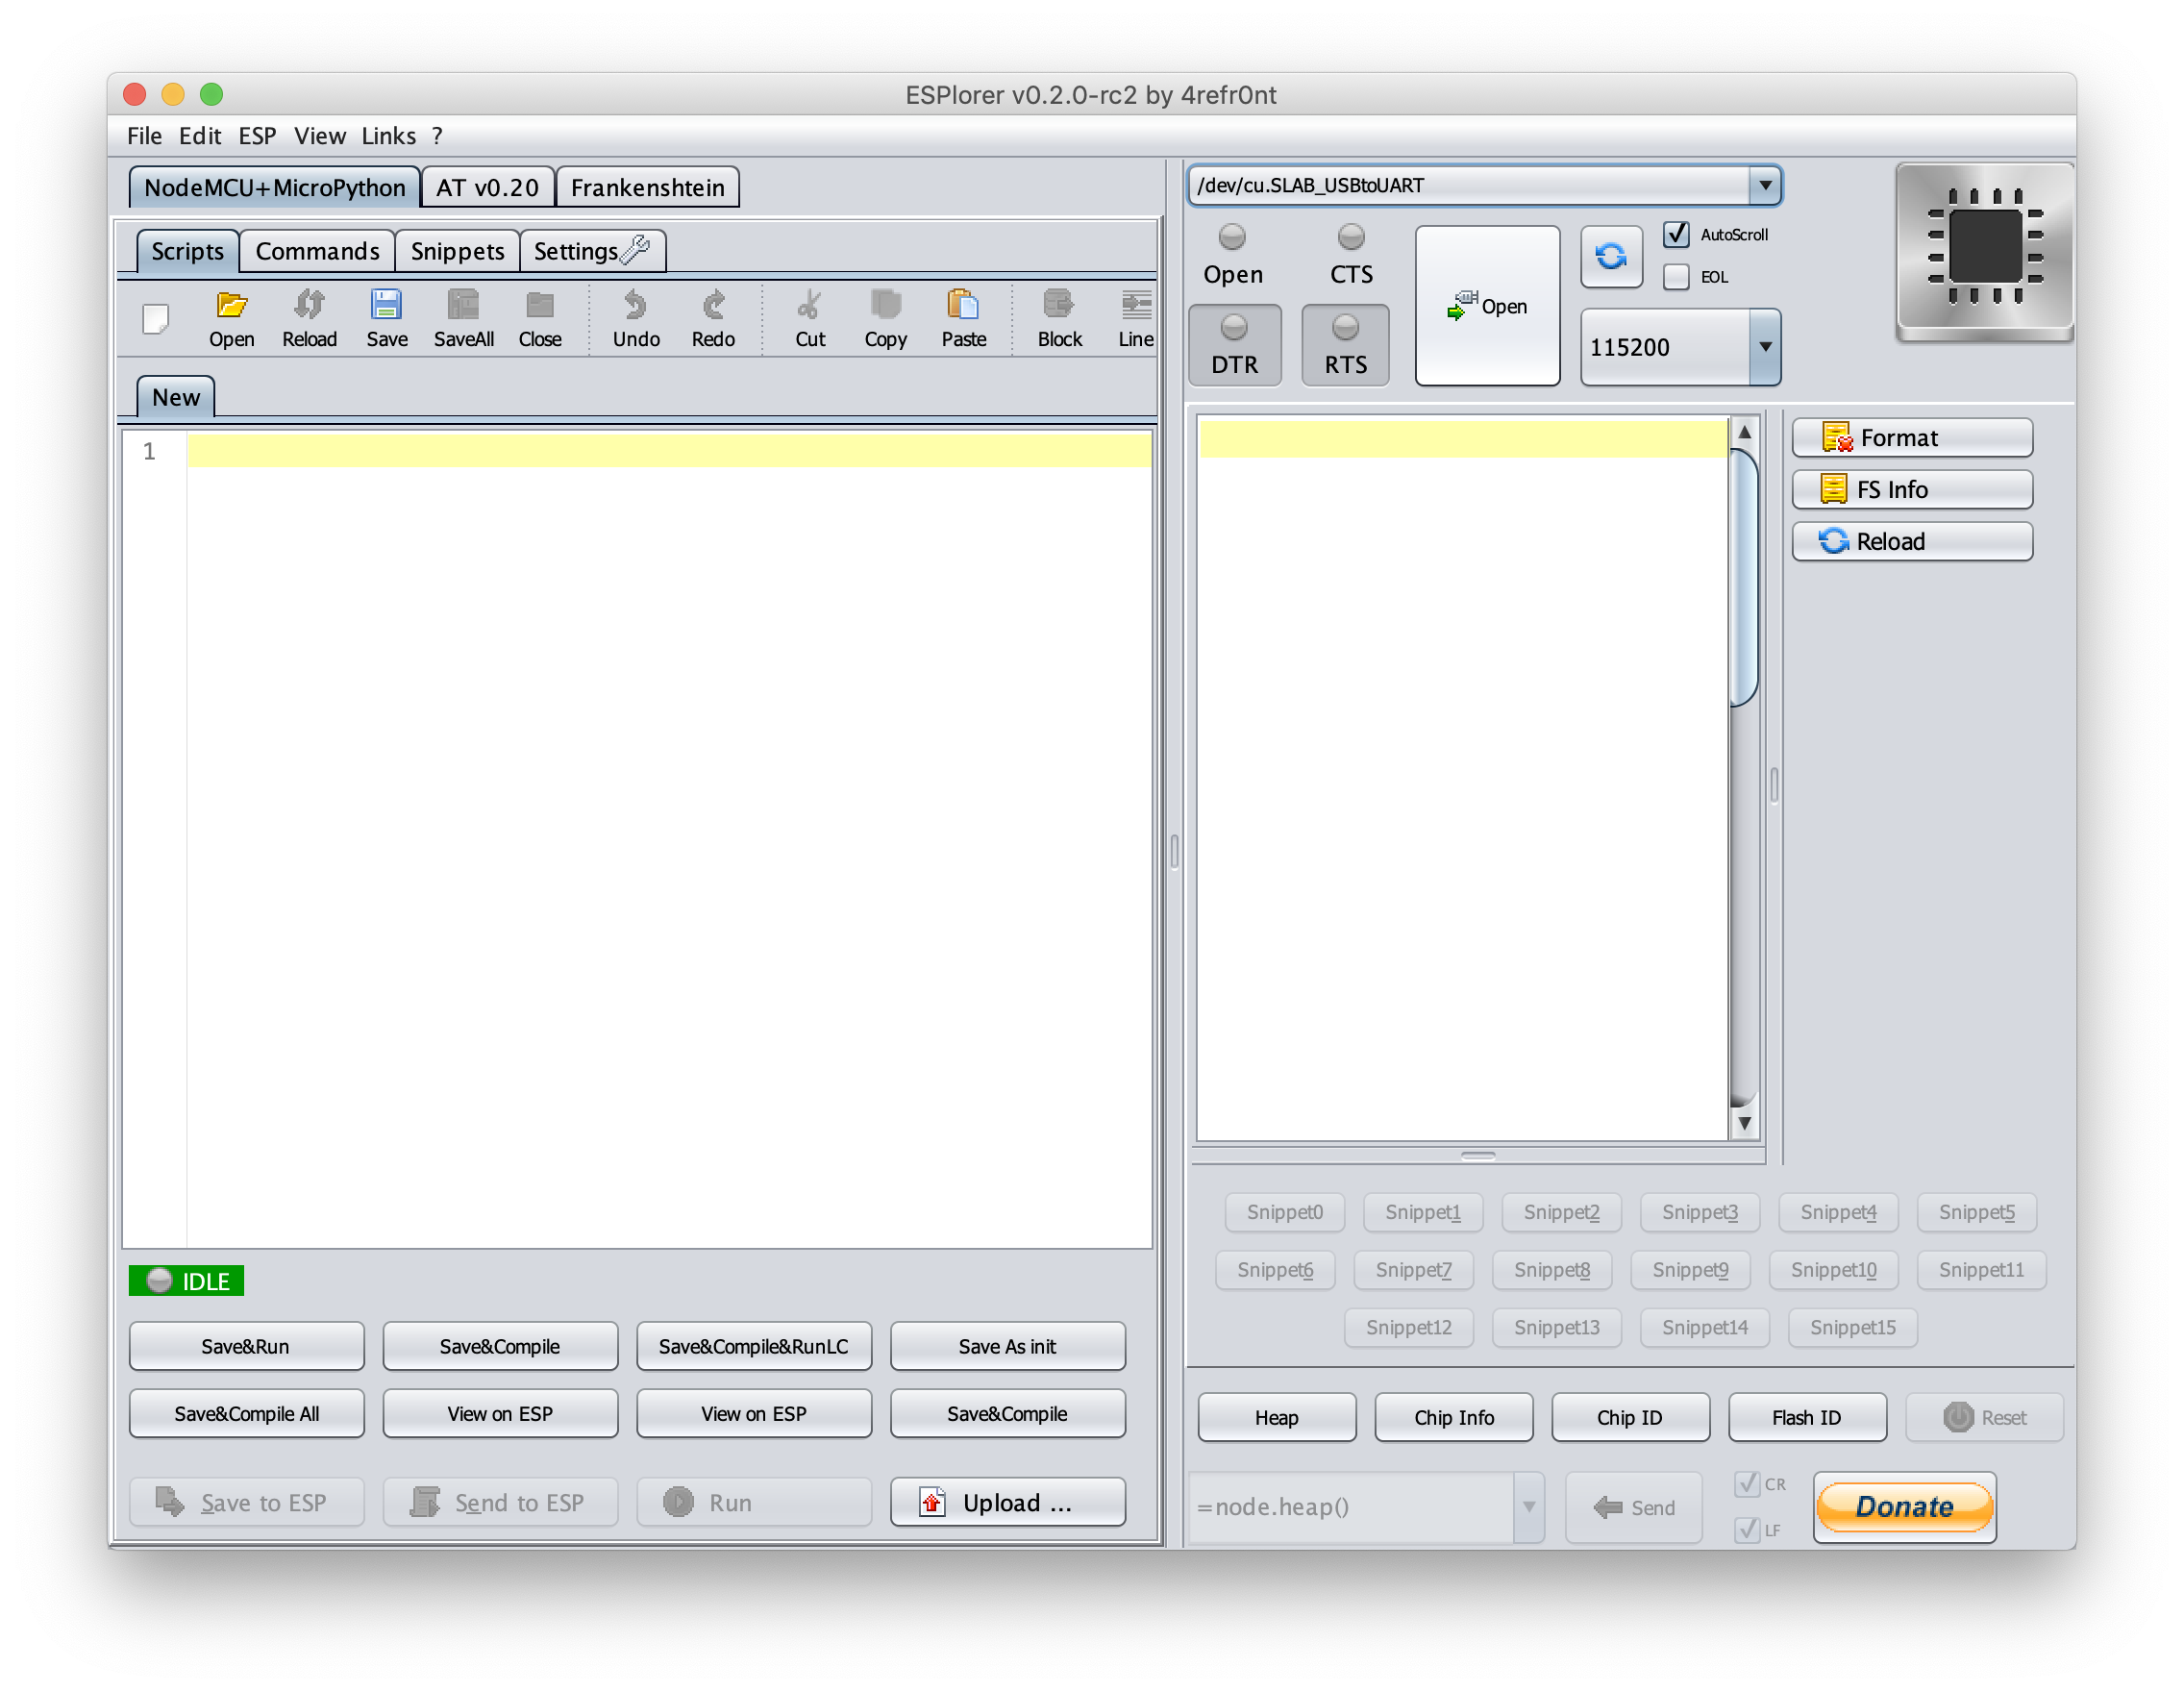 ESPlorer v0.2.0-rc2 by 4refr0nt
File Edit ESP View Links ?
NodeMCU+MicroPython AT v0.20 Frankenshtein
Scripts Commands Snippets Settings
Open Reload Save SaveAll Close Undo Redo Cut Copy Paste Block Line
New
1
IDLE
Save&Run Save&Compile Save&Compile&RunLC Save As init
Save&Compile All View on ESP View on ESP Save&Compile
Save to ESP Send to ESP Run Upload ...
/dev/cu.SLAB_USBtoUART
Open CTS Open AutoScroll
EOL
DTR RTS 115200
Format
FS Info
Reload
Snippet0 Snippet1 Snippet2 Snippet3 Snippet4 Snippet5
Snippet6 Snippet7 Snippet8 Snippet9 Snippet10 Snippet11
Snippet12 Snippet13 Snippet14 Snippet15
Heap Chip Info Chip ID Flash ID Reset
=node.heap() Send CR Donate
LF